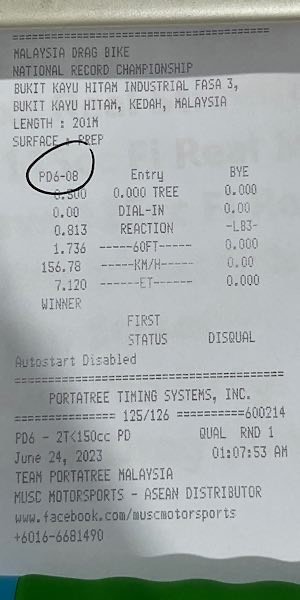 ========================================
MALAYSIA DRAG BIKE
NATIONAL RECORD CHAMPIONSHIP
BUKIT KAYU HITAM INDUSTRIAL FASA 3,
BUKIT KAYU HITAM, KEDAH, MALAYSIA
LENGTH : 201M
SURFACE : PREP
PD6-08 Entry BYE
0.500 0.000 TREE 0.000
0.00 DIAL-IN 0.000
0.813 REACTION -LB3-
1.736 -----60FT----- 0.000
156.78 ------KM/H----- 0.00
7.120 ------ET----- 0.000
WINNER
FIRST
STATUS DISQUAL
Autostart Disabled
========================================
PORTATREE TIMING SYSTEMS, INC.
=============== 125/126 ==========600214
PD6 - 2T<150cc PD QUAL RND 1
June 24, 2023 01:07:53 AM
TEAM PORTATREE MALAYSIA
MUSC MOTORSPORTS - ASEAN DISTRIBUTOR
www.facebook.com/muscmotorsports
+6016-6681490